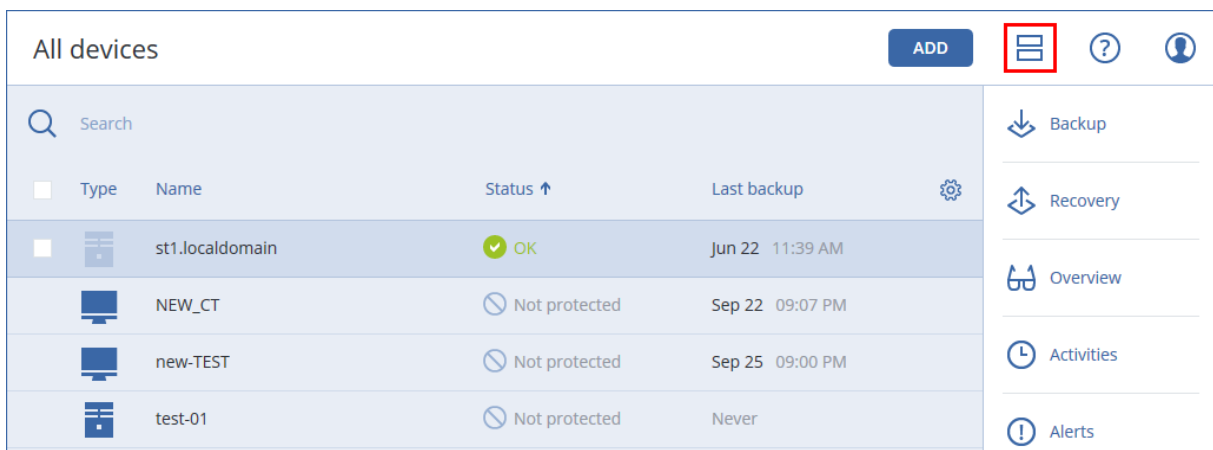 All devices
ADD
Search
Type Name Status Last backup
st1.localdomain OK Jun 22 11:39 AM
NEW_CT Not protected Sep 22 09:07 PM
new-TEST Not protected Sep 25 09:00 PM
test-01 Not protected Never
Backup
Recovery
Overview
Activities
Alerts